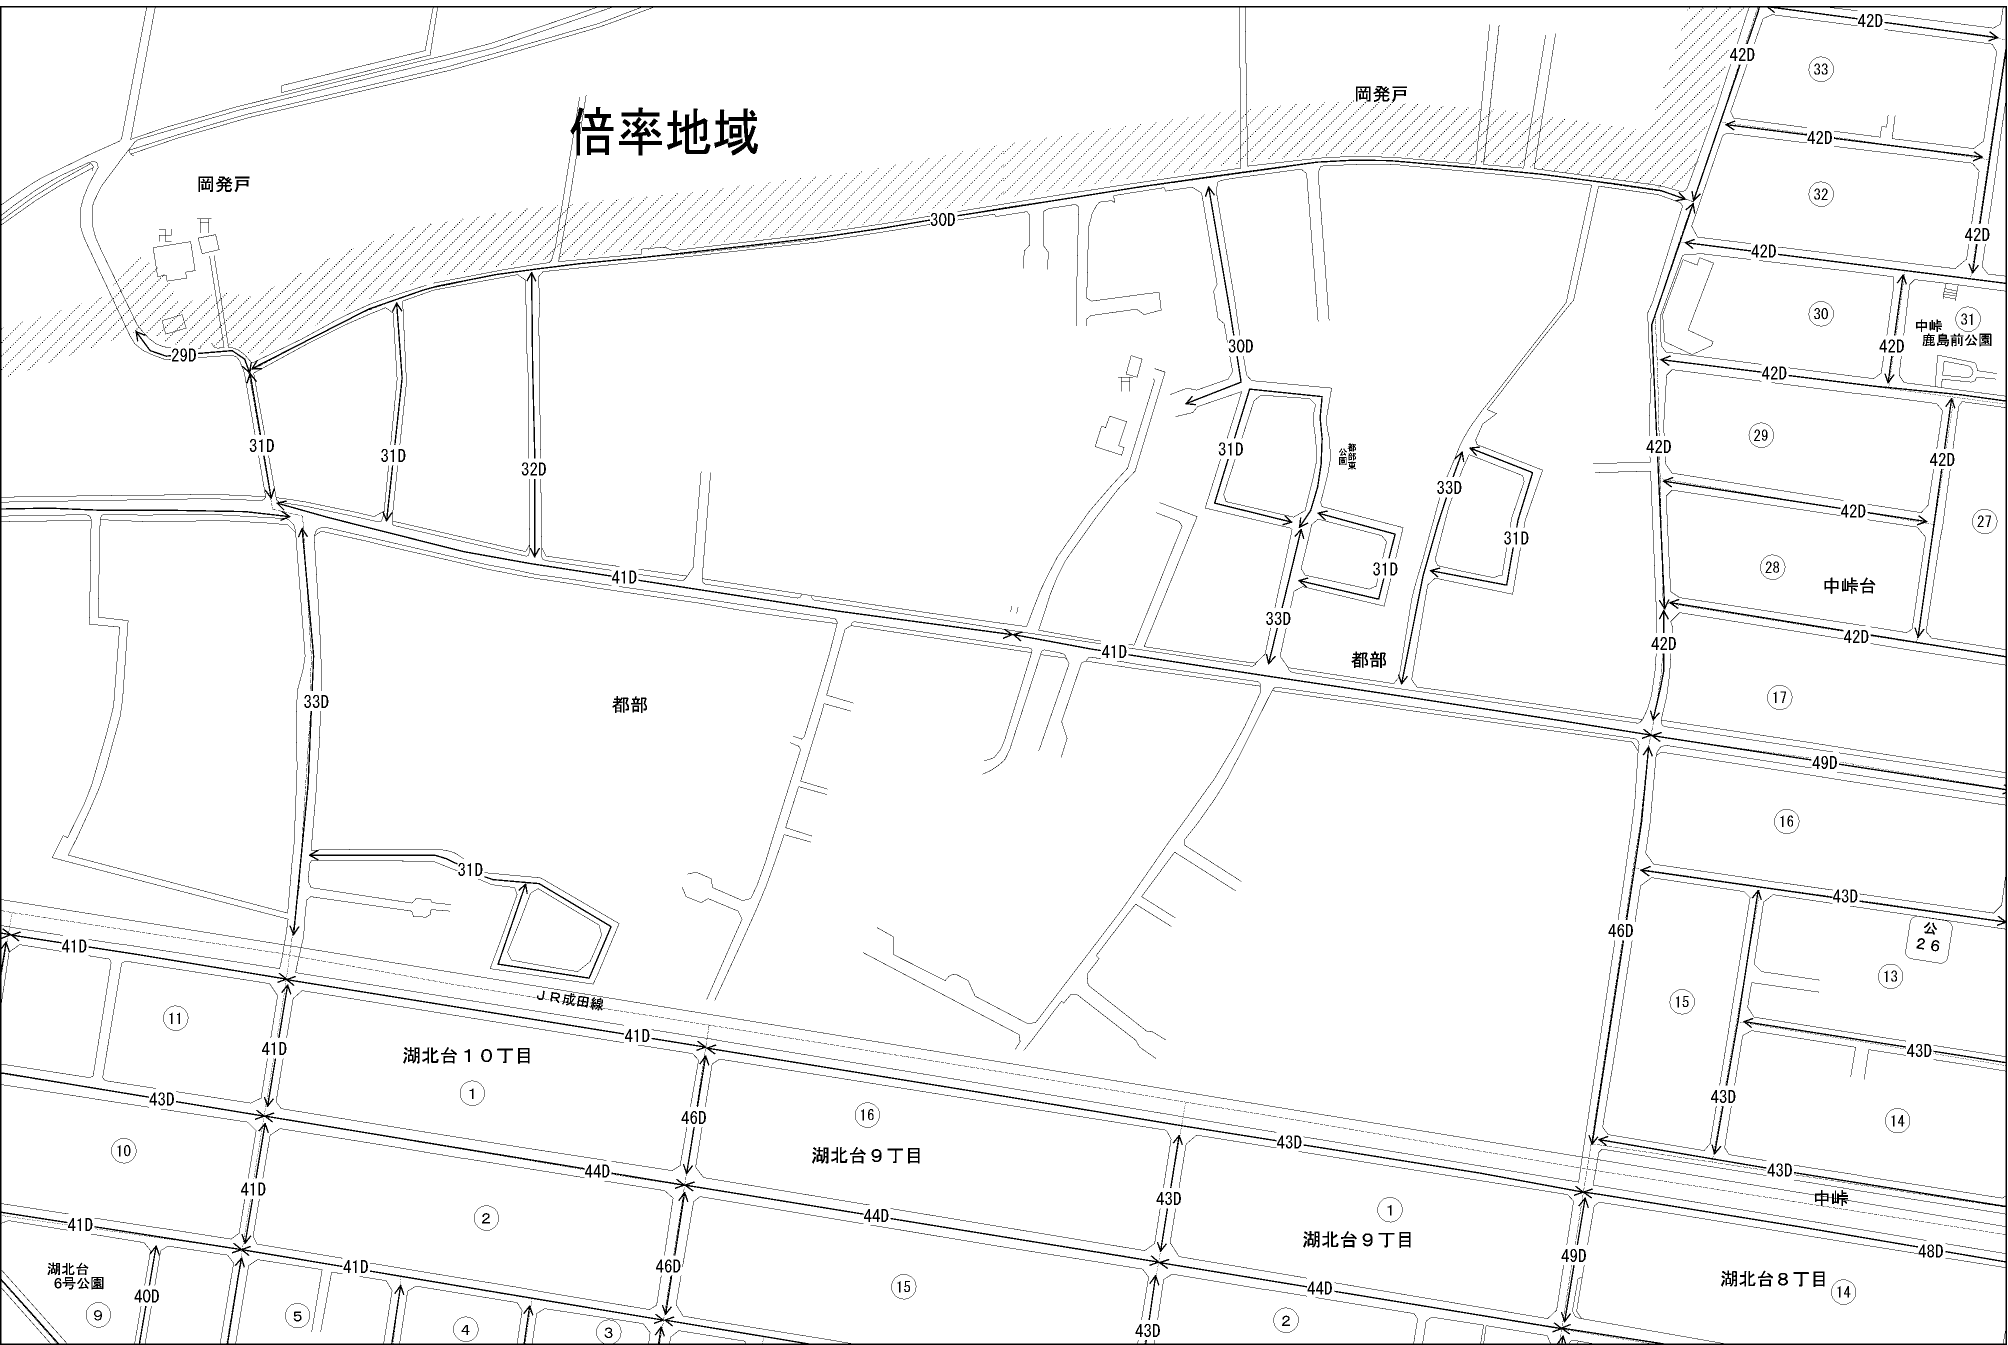 42D
42D
33
岡発戸
倍率地域
42D
岡発戸
32
30D
42D
42D
30
31
中峠
鹿島前公園
30D
42D
29D
42D
29
31D
31D
31D
都部東
公園
42D
42D
32D
33D
42D
27
31D
28
31D
41D
中峠台
33D
42D
42D
41D
都部
33D
都部
17
49D
16
31D
43D
46D
公
26
41D
13
JR成田線
15
11
41D
41D
43D
湖北台10丁目
1
43D
43D
46D
16
14
43D
10
湖北台9丁目
44D
43D
41D
43D
中峠
2
44D
1
41D
湖北台9丁目
48D
49D
41D
46D
湖北台
6号公園
湖北台8丁目
15
44D
14
40D
9
5
4
3
43D
2